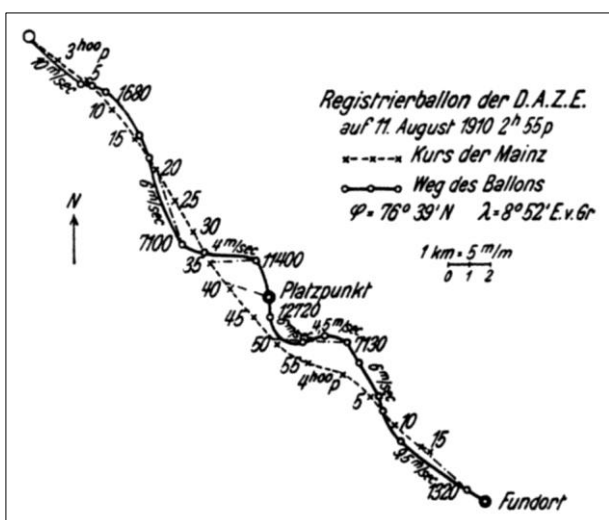 3hoop
10 m/sec
5
1680
10
15
Registrierballon der D.A.Z.E.
auf 11. August 1910 2h 55p
Kurs der Mainz
Weg des Ballons
φ = 76° 39' N λ = 8° 52' E.v.Gr
20
25
6 m/sec
30
N
7100
4 m/sec
11400
35
1 km = 5 m/m
0 1 2
40
Platzpunkt
45
12720
4,5 m/sec
50
7130
55
4hoop
6 m/sec
5
10
15
9,5 m/sec
1320
Fundort